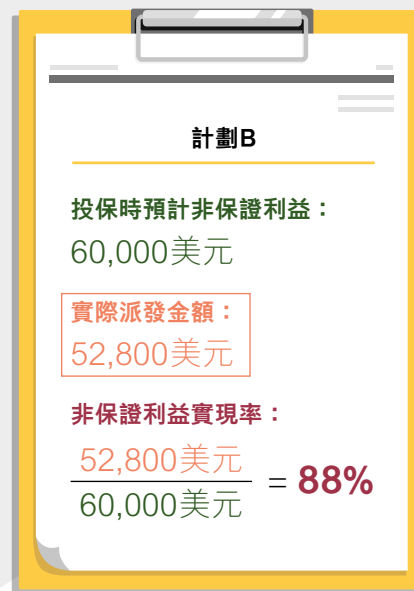 計劃B
投保時預計非保證利益：
60,000美元
實際派發金額：
52,800美元
非保證利益實現率：
52,800美元
60,000美元
= 88%